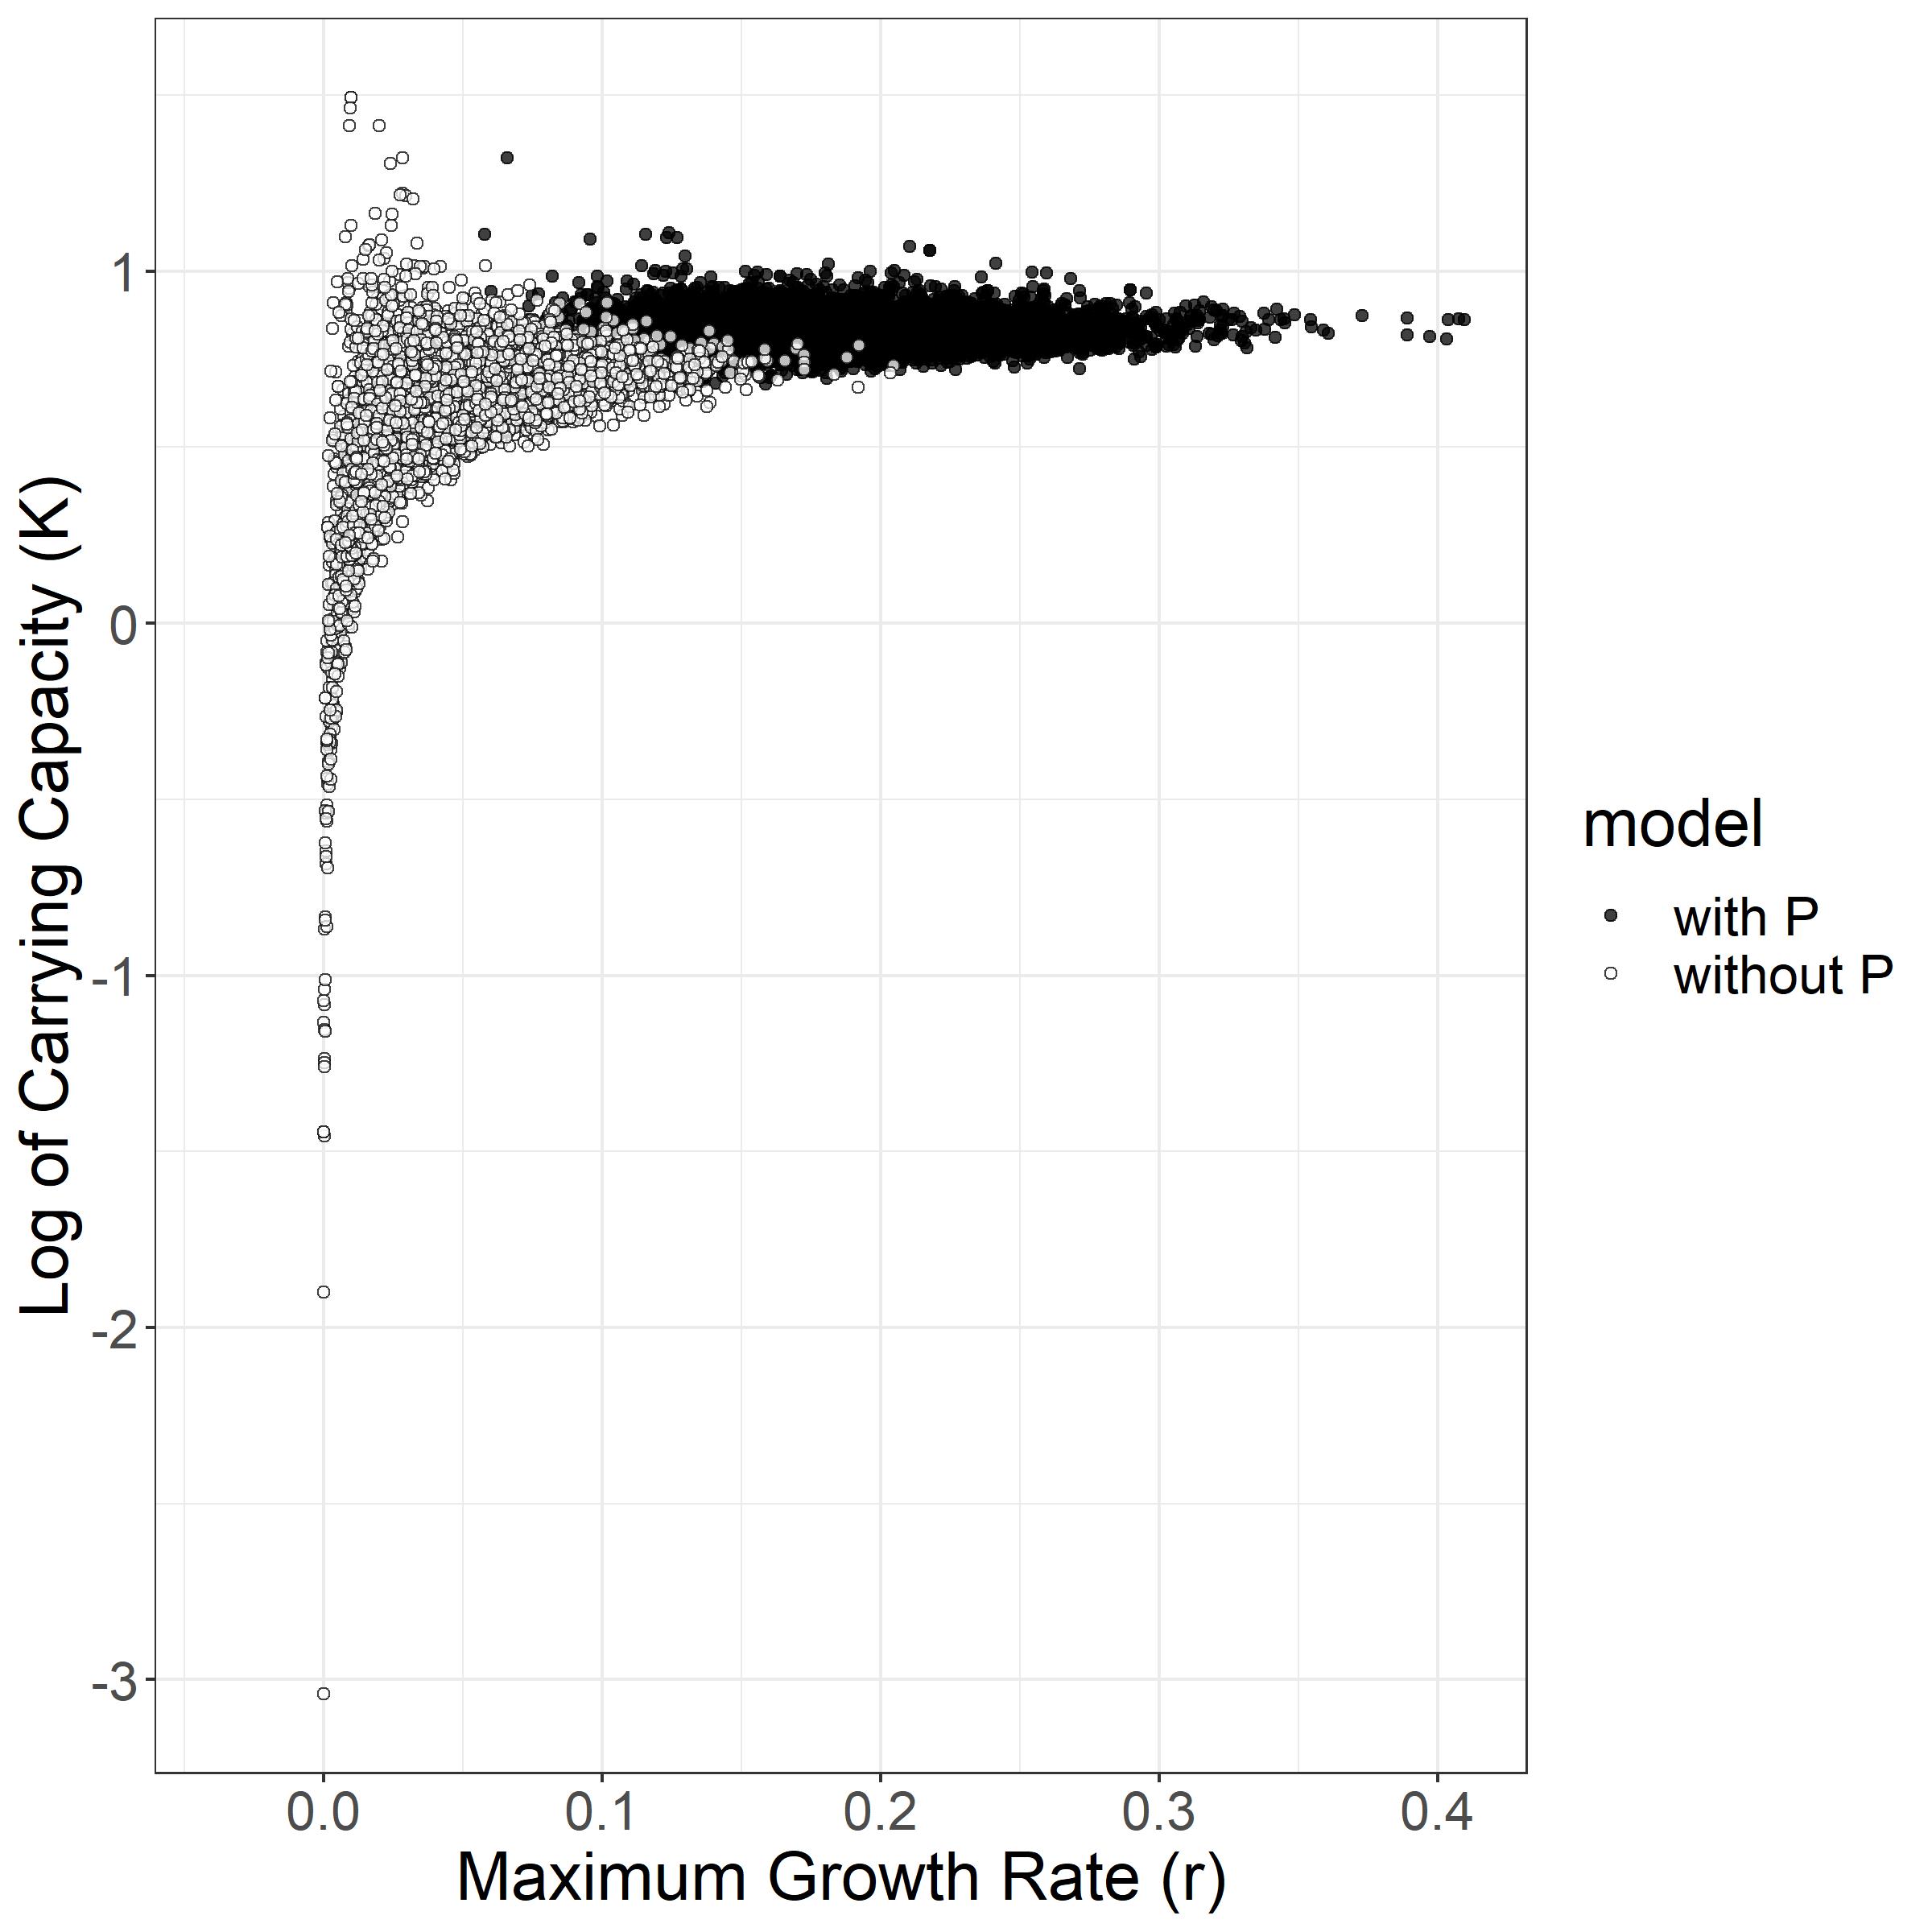 Log of Carrying Capacity (K)
1
0
-1
-2
-3
0.0 0.1 0.2 0.3 0.4
Maximum Growth Rate (r)
model
with P
without P